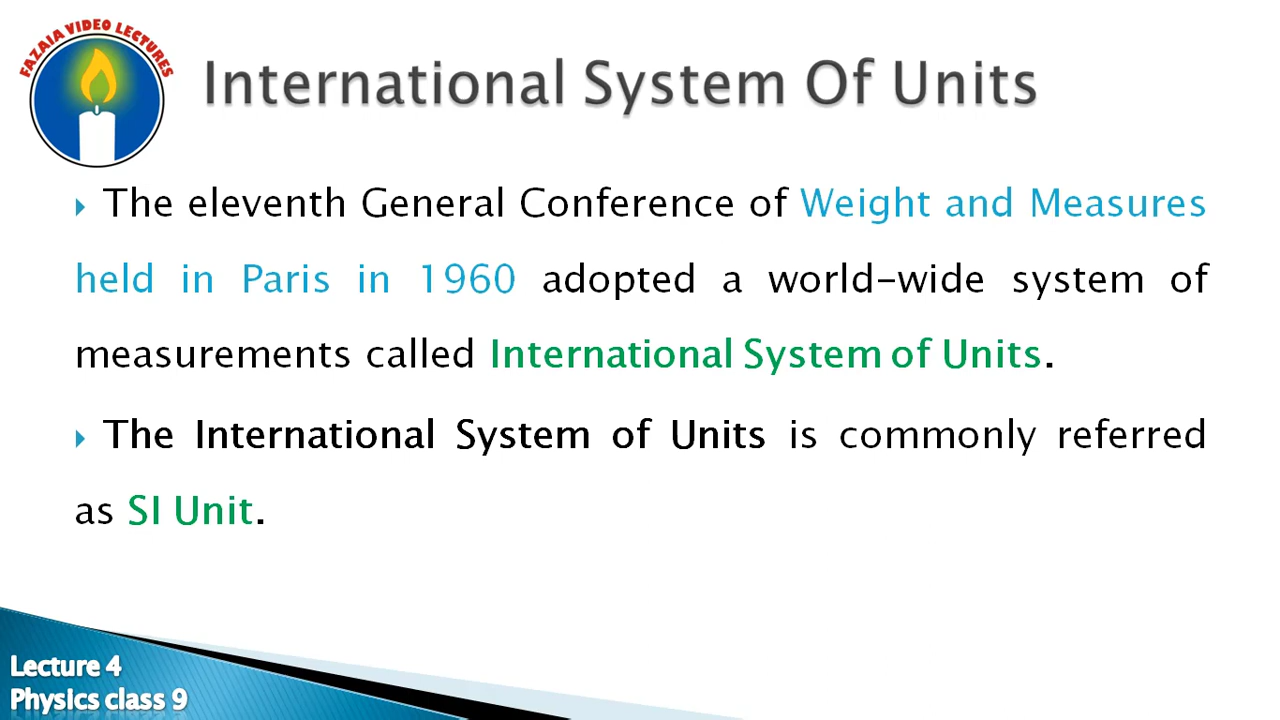 FAZAIA VIDEO LECTURES
International System Of Units
The eleventh General Conference of Weight and Measures
held in Paris in 1960 adopted a world-wide system of
measurements called International System of Units.
The International System of Units is commonly referred
as SI Unit.
Lecture 4
Physics class 9